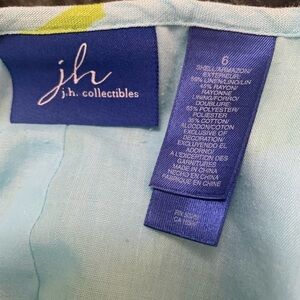 jh
j.h. collectibles
6
SHELL/ARMAZON/
EXTERIEUR:
55% LINEN/LINO/LIN
45% RAYON/
RAYONNE
LINING/FORRO/
DOUBLURE:
65% POLYESTER/
POLIESTER
35% COTTON/
ALGODON/COTON
EXCLUSIVE OF
DECORATION/
EXCLUYENDO EL
ADORNO/
A L'EXCEPTION DES
GARNITURES
MADE IN CHINA
HECHO EN CHINA
FABRIQUE EN CHINE